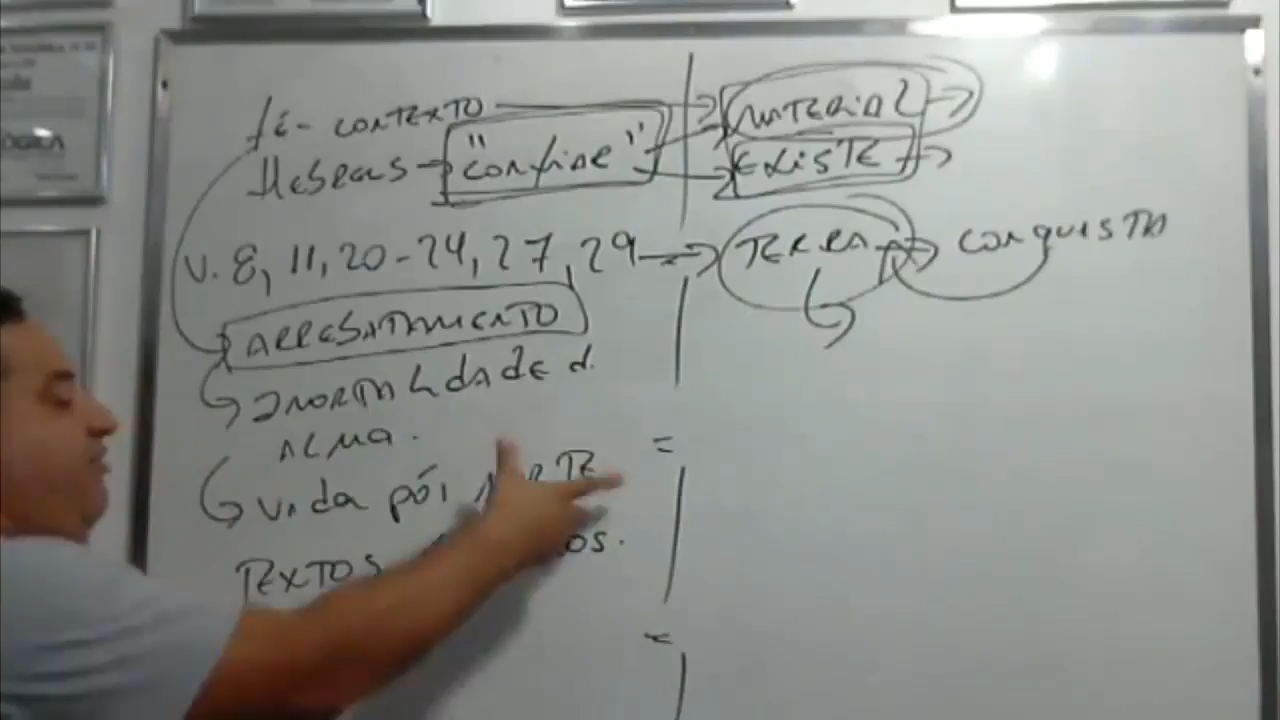 fé - CONTEXTO → MATERIAL →
Hebreus - "confiar" → EXISTE →
V. 8, 11, 20-24, 27, 29 → TERRA → conquista
ARREBATAMENTO
IMORTALIDADE d.
ALMA.
vida pós
TEXTOS